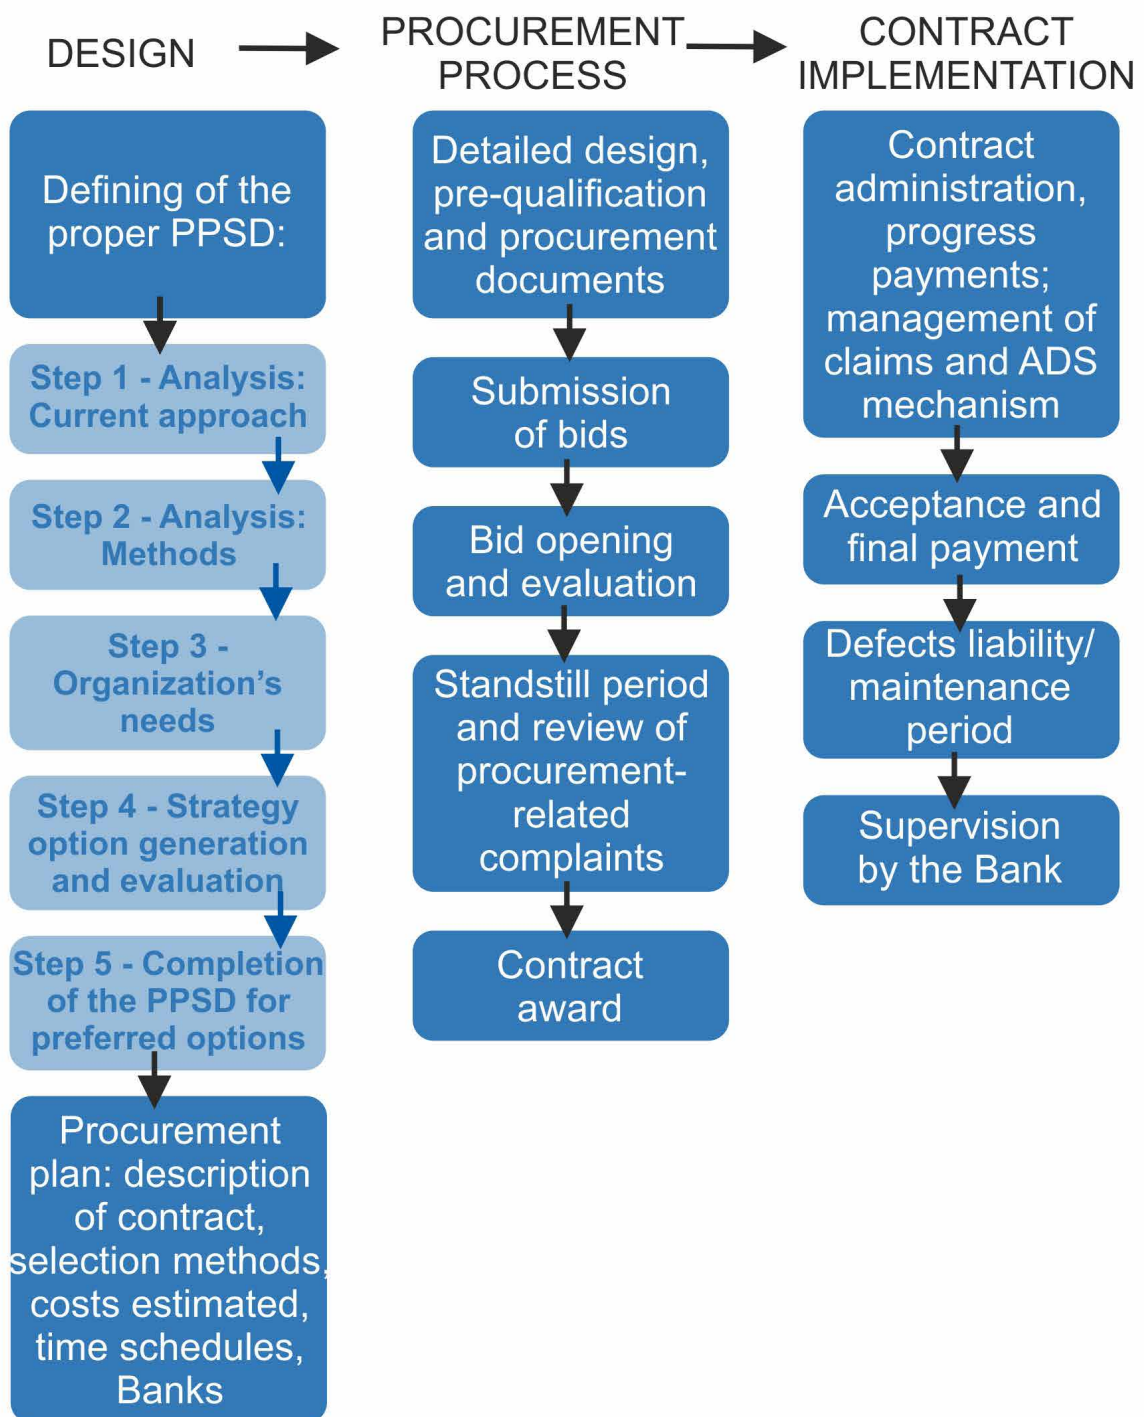 DESIGN
PROCUREMENT
PROCESS
CONTRACT
IMPLEMENTATION
Defining of the
proper PPSD:
Step 1 - Analysis:
Current approach
Step 2 - Analysis:
Methods
Step 3 -
Organization’s
needs
Step 4 - Strategy
option generation
and evaluation
Step 5 - Completion
of the PPSD for
preferred options
Procurement
plan: description
of contract,
selection methods,
costs estimated,
time schedules,
Banks
Detailed design,
pre-qualification
and procurement
documents
Submission
of bids
Bid opening
and evaluation
Standstill period
and review of
procurement-
related
complaints
Contract
award
Contract
administration,
progress
payments;
management of
claims and ADS
mechanism
Acceptance and
final payment
Defects liability/
maintenance
period
Supervision
by the Bank